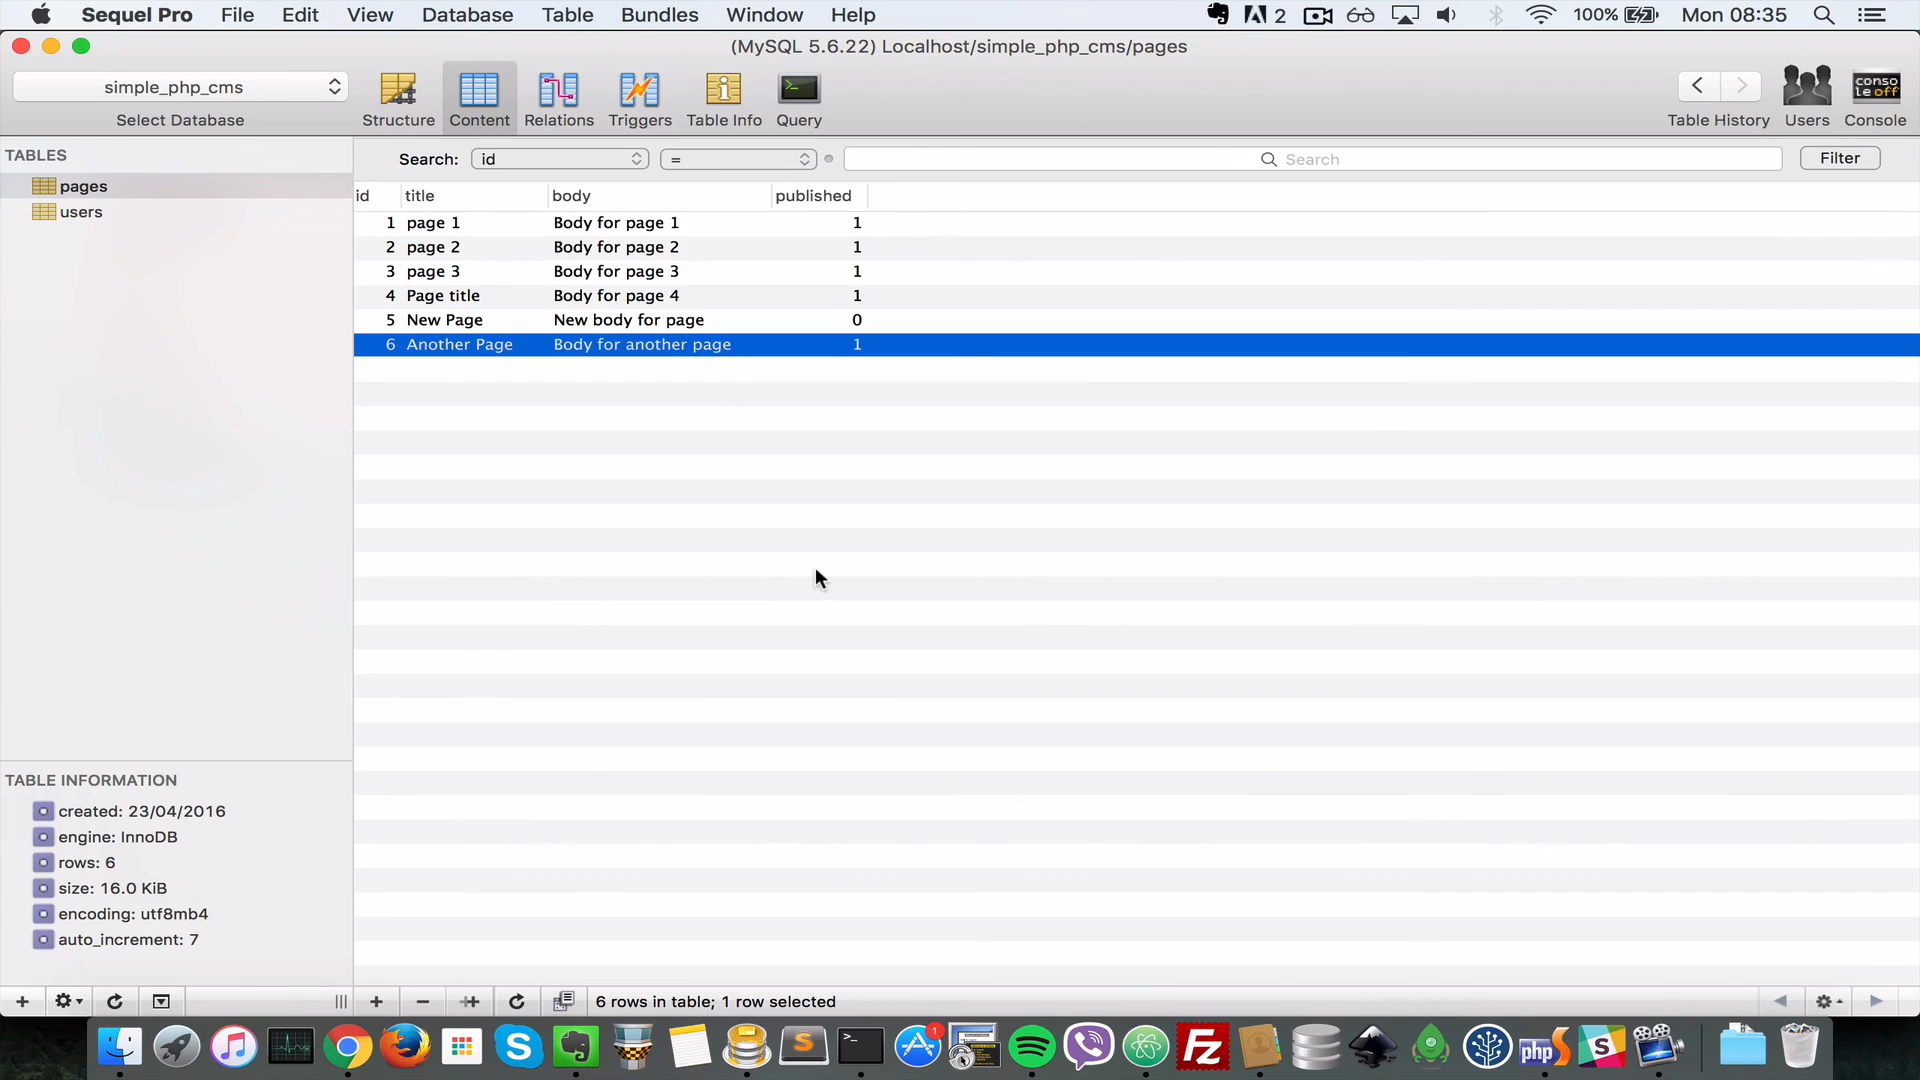 Sequel Pro File Edit View Database Table Bundles Window Help 2 100% Mon 08:35
(MySQL 5.6.22) Localhost/simple_php_cms/pages
simple_php_cms
Select Database Structure Content Relations Triggers Table Info Query Table History Users Console
conso
le off
TABLES
pages
users
Search: id = Search Filter
id title body published
1 page 1 Body for page 1 1
2 page 2 Body for page 2 1
3 page 3 Body for page 3 1
4 Page title Body for page 4 1
5 New Page New body for page 0
6 Another Page Body for another page 1
TABLE INFORMATION
created: 23/04/2016
engine: InnoDB
rows: 6
size: 16.0 KiB
encoding: utf8mb4
auto_increment: 7
6 rows in table; 1 row selected
1
php